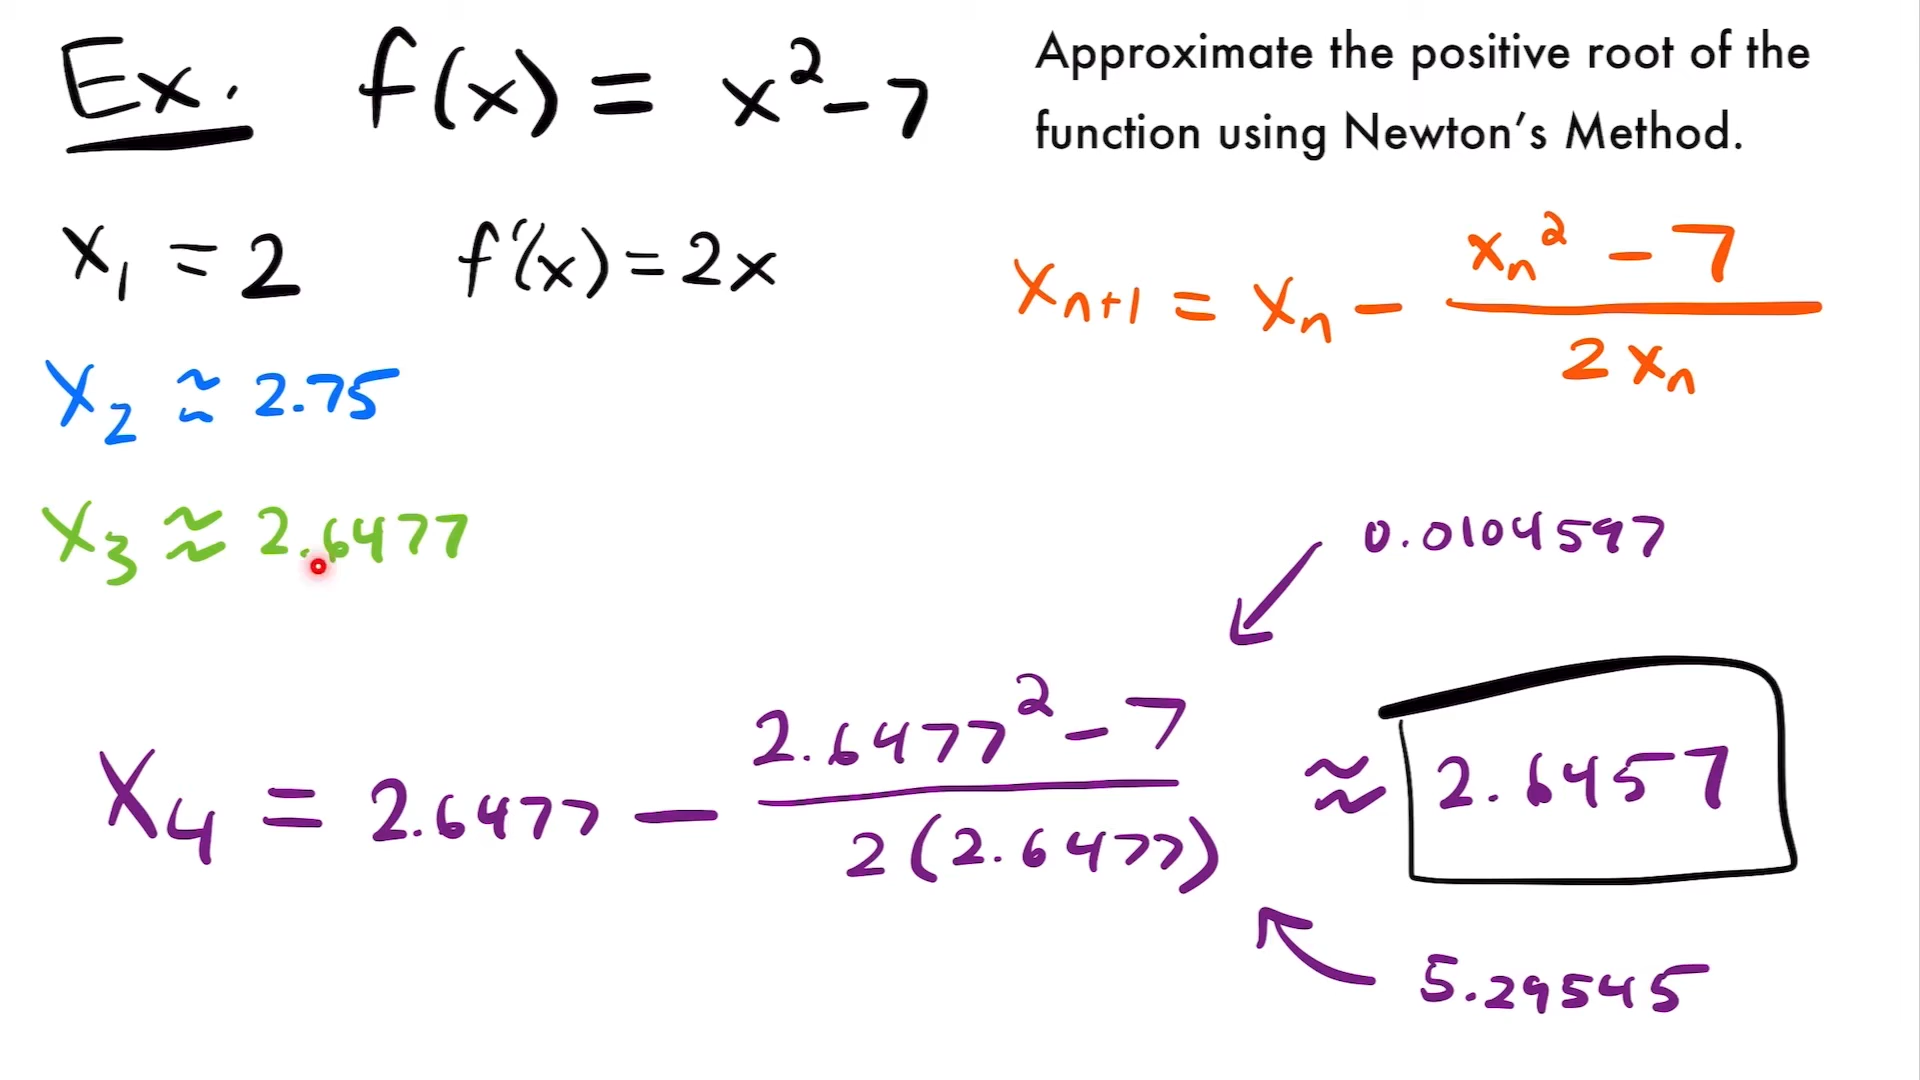 Ex. f(x) = x² - 7
Approximate the positive root of the
function using Newton's Method.
x₁ = 2 f'(x) = 2x
xₙ₊₁ = xₙ - (xₙ² - 7) / (2xₙ)
x₂ ≈ 2.75
x₃ ≈ 2.6477
0.0104597
x₄ = 2.6477 - (2.6477² - 7) / (2(2.6477)) ≈ 2.6457
5.29545